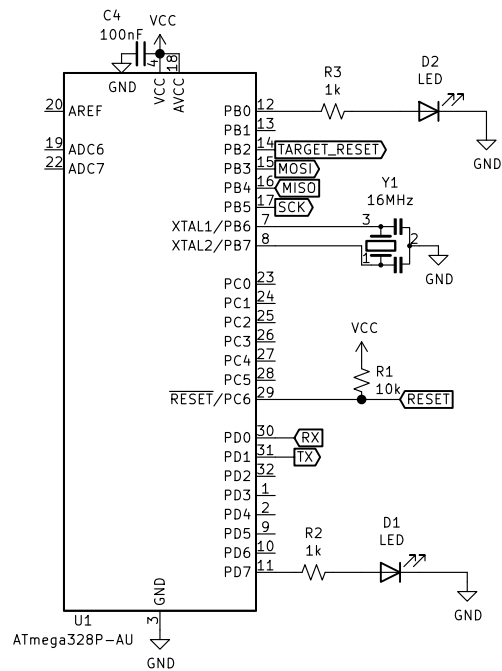 C4
100nF
VCC
GND
4
18
VCC
AVCC
20 AREF
19 ADC6
22 ADC7
PB0 12
R3
1k
D2
LED
GND
PB1 13
PB2 14 TARGET_RESET
PB3 15 MOSI
PB4 16 MISO
PB5 17 SCK
XTAL1/PB6 7
XTAL2/PB7 8
Y1
16MHz
3
1
2
GND
PC0 23
PC1 24
PC2 25
PC3 26
PC4 27
PC5 28
RESET/PC6 29
VCC
R1
10k
RESET
PD0 30 RX
PD1 31 TX
PD2 32
PD3 1
PD4 2
PD5 9
PD6 10
PD7 11
R2
1k
D1
LED
GND
GND
3
U1
ATmega328P-AU
GND